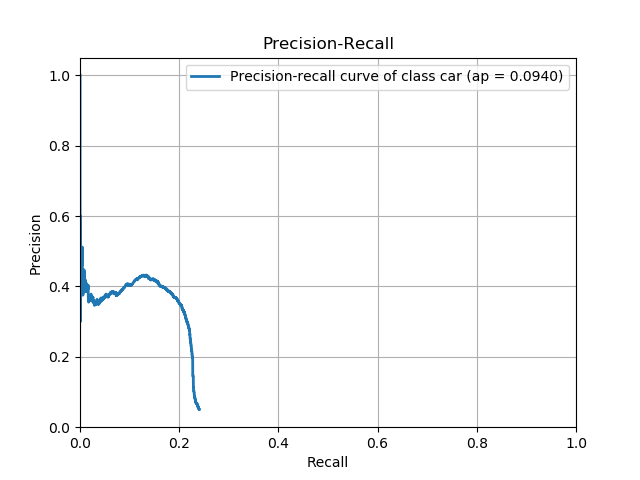 Precision-Recall
Precision-recall curve of class car (ap = 0.0940)
1.0
0.8
0.6
0.4
0.2
0.0
Precision
0.0 0.2 0.4 0.6 0.8 1.0
Recall